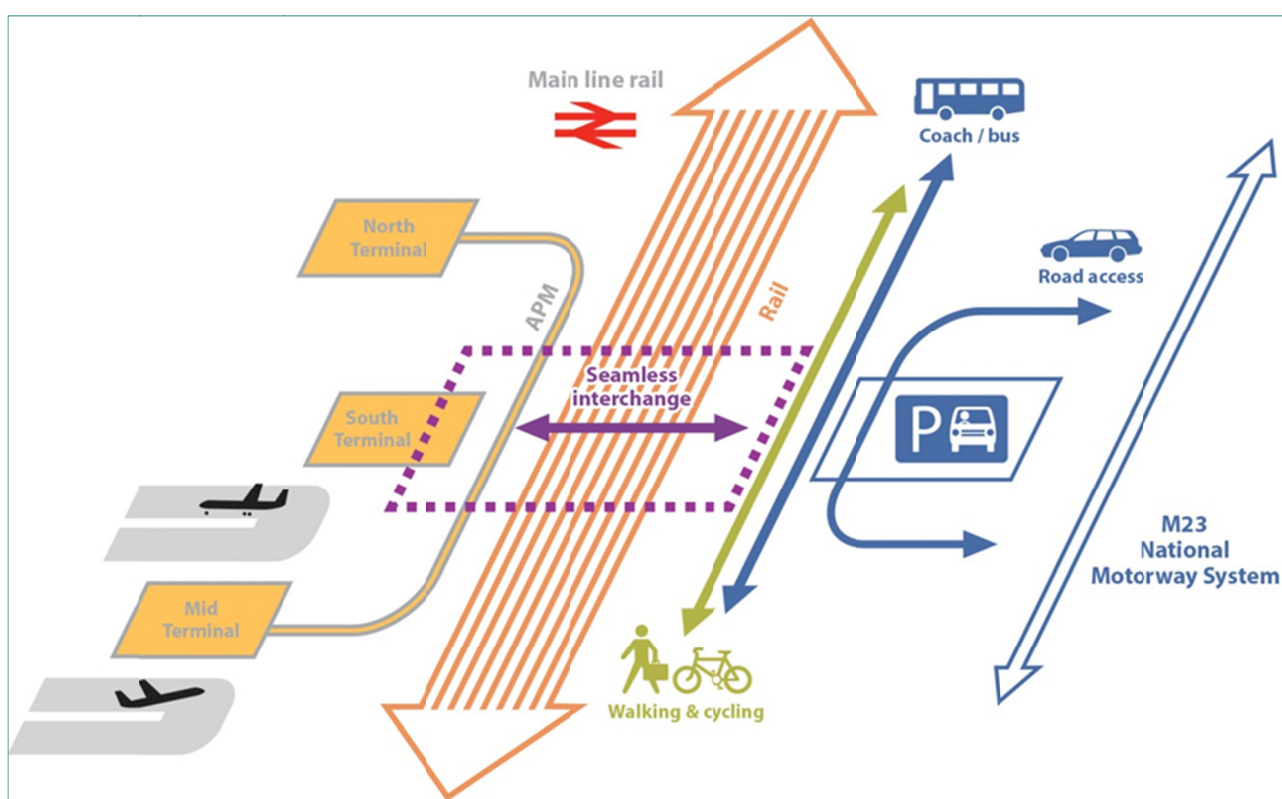 Main line rail
Coach / bus
North
Terminal
Road access
APM
Rail
Seamless
interchange
South
Terminal
P
M23
National
Motorway System
Mid
Terminal
Walking & cycling